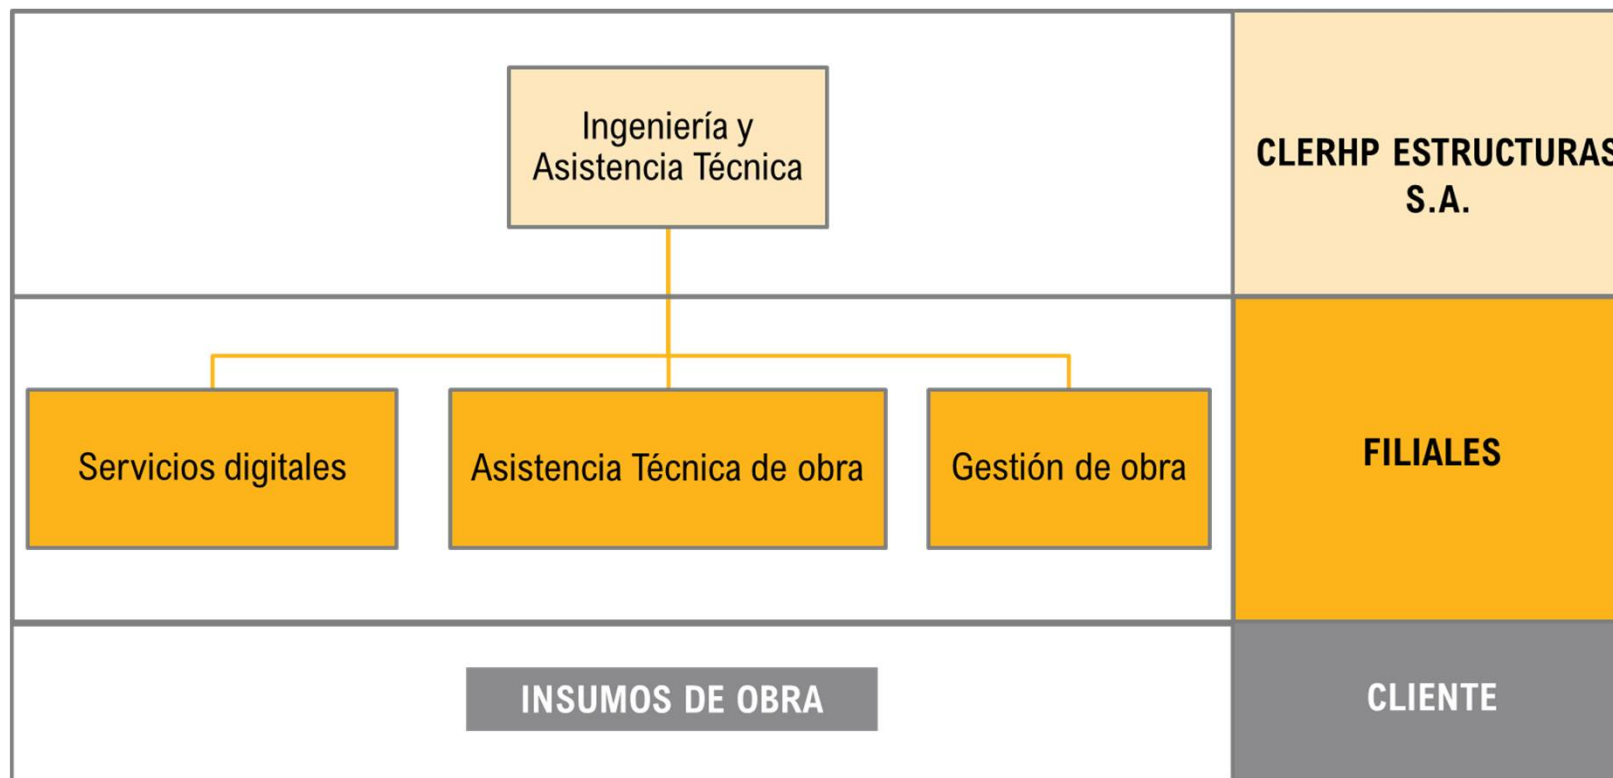 Ingeniería y
Asistencia Técnica
CLERHP ESTRUCTURAS
S.A.
Servicios digitales
Asistencia Técnica de obra
Gestión de obra
FILIALES
INSUMOS DE OBRA
CLIENTE